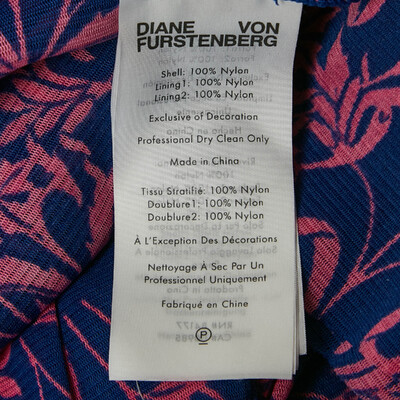 DIANE VON
FURSTENBERG
Shell: 100% Nylon
Lining1: 100% Nylon
Lining2: 100% Nylon
Exclusive of Decoration
Professional Dry Clean Only
Made in China
Tissu Stratifié: 100% Nylon
Doublure1: 100% Nylon
Doublure2: 100% Nylon
À L'Exception Des Décorations
Nettoyage À Sec Par Un
Professionnel Uniquement
Fabriqué en Chine
P